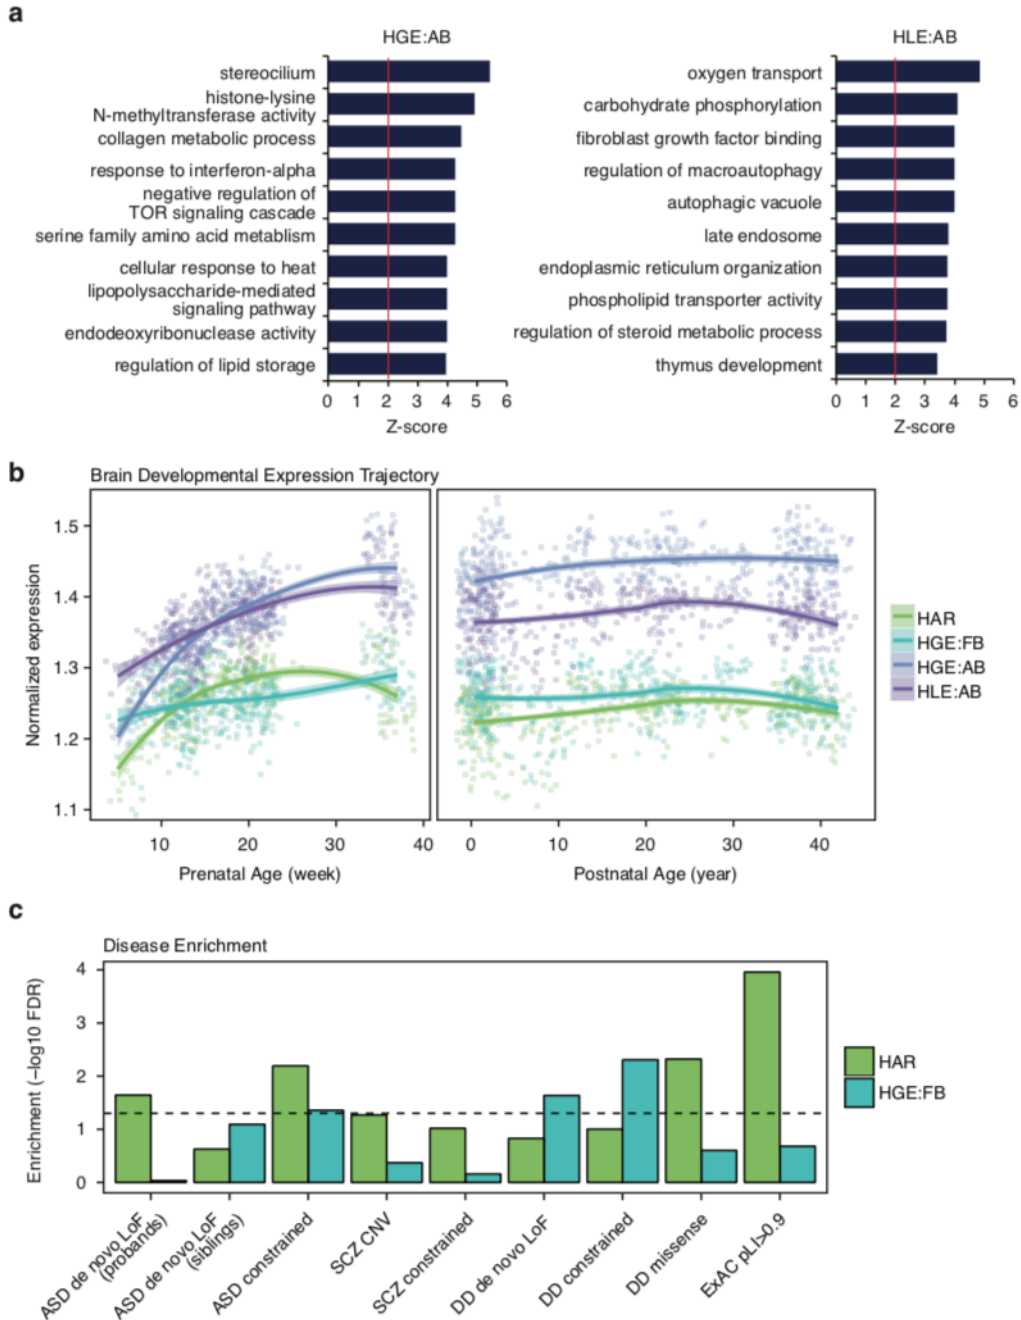 a
HGE:AB
stereocilium
histone-lysine
N-methyltransferase activity
collagen metabolic process
response to interferon-alpha
negative regulation of
TOR signaling cascade
serine family amino acid metablism
cellular response to heat
lipopolysaccharide-mediated
signaling pathway
endodeoxyribonuclease activity
regulation of lipid storage
0 1 2 3 4 5 6
Z-score
HLE:AB
oxygen transport
carbohydrate phosphorylation
fibroblast growth factor binding
regulation of macroautophagy
autophagic vacuole
late endosome
endoplasmic reticulum organization
phospholipid transporter activity
regulation of steroid metabolic process
thymus development
0 1 2 3 4 5 6
Z-score
b
Brain Developmental Expression Trajectory
Normalized expression
1.5
1.4
1.3
1.2
1.1
10 20 30 40
Prenatal Age (week)
0 10 20 30 40
Postnatal Age (year)
HAR
HGE:FB
HGE:AB
HLE:AB
c
Disease Enrichment
Enrichment (−log10 FDR)
4
3
2
1
0
ASD de novo LoF
(probands)
ASD de novo LoF
(siblings)
ASD constrained
SCZ CNV
SCZ constrained
DD de novo LoF
DD constrained
DD missense
ExAC pLI>0.9
HAR
HGE:FB